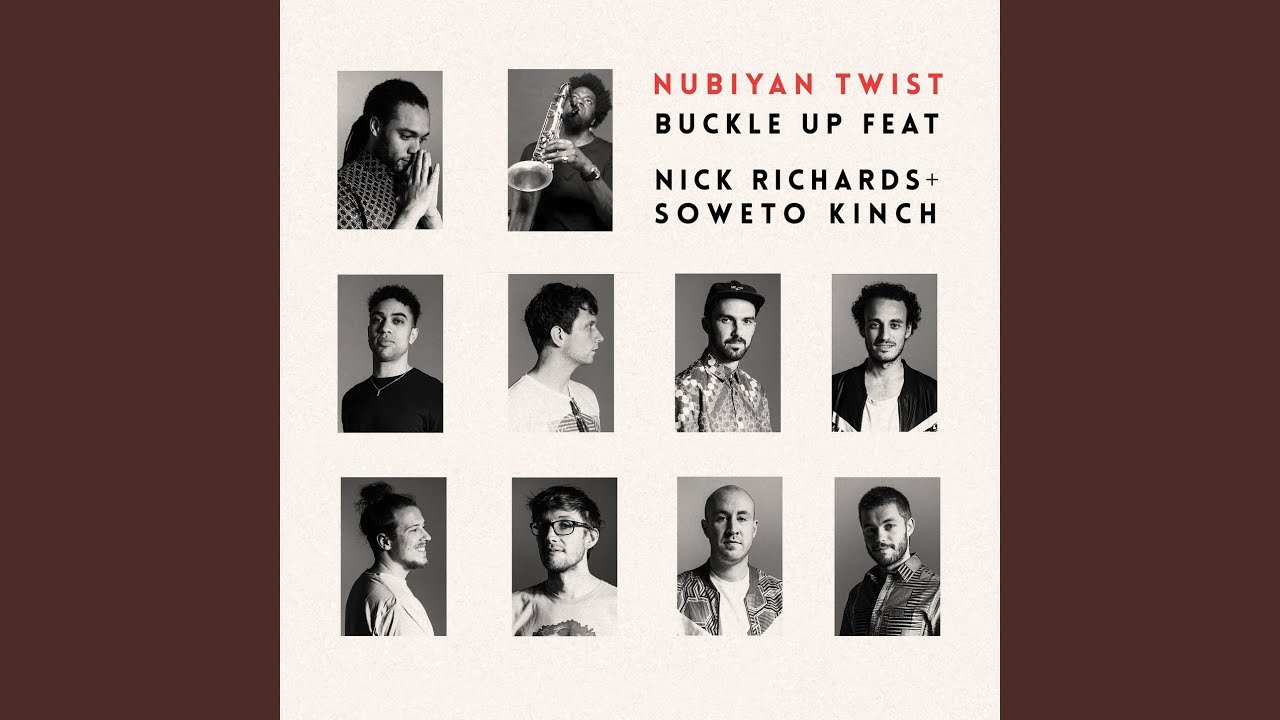 NUBIYAN TWIST
BUCKLE UP FEAT
NICK RICHARDS+
SOWETO KINCH